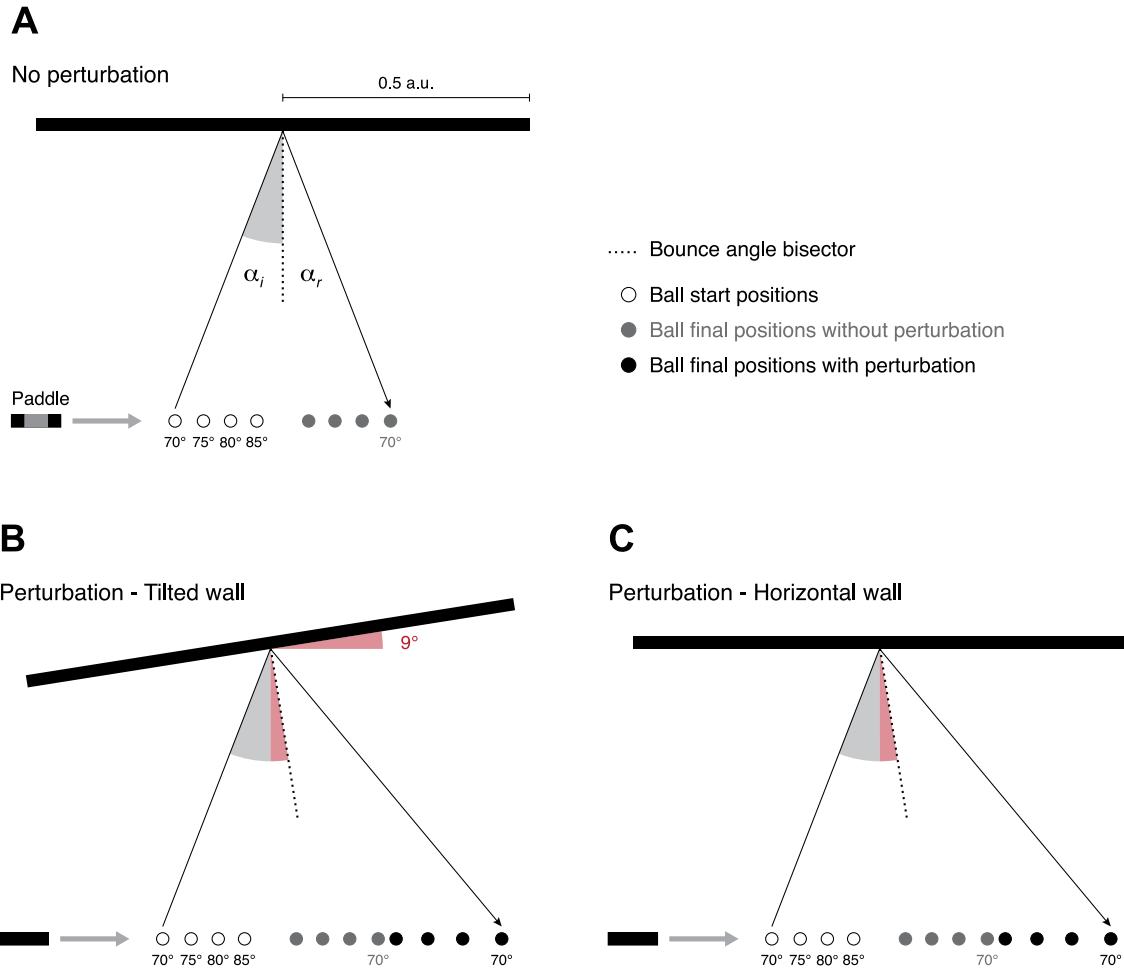 A
No perturbation
0.5 a.u.
αi
αr
Bounce angle bisector
Ball start positions
Ball final positions without perturbation
Ball final positions with perturbation
Paddle
70° 75° 80° 85° 70°
B
Perturbation - Tilted wall
9°
70° 75° 80° 85° 70° 70°
C
Perturbation - Horizontal wall
70° 75° 80° 85° 70° 70°